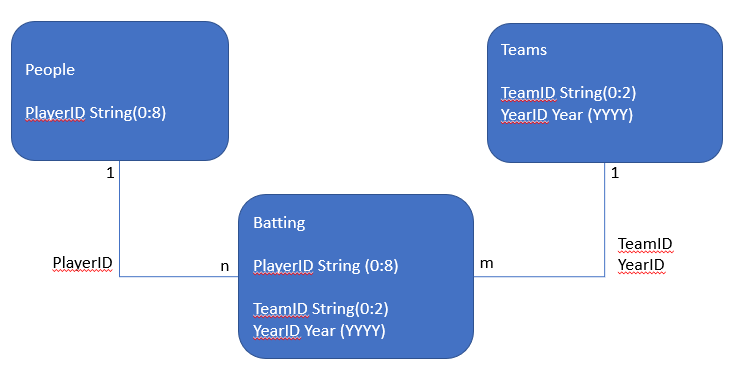 People
PlayerID String(0:8)
Teams
TeamID String(0:2)
YearID Year (YYYY)
1
1
Batting
PlayerID String (0:8)
TeamID String(0:2)
YearID Year (YYYY)
PlayerID
n
m
TeamID
YearID